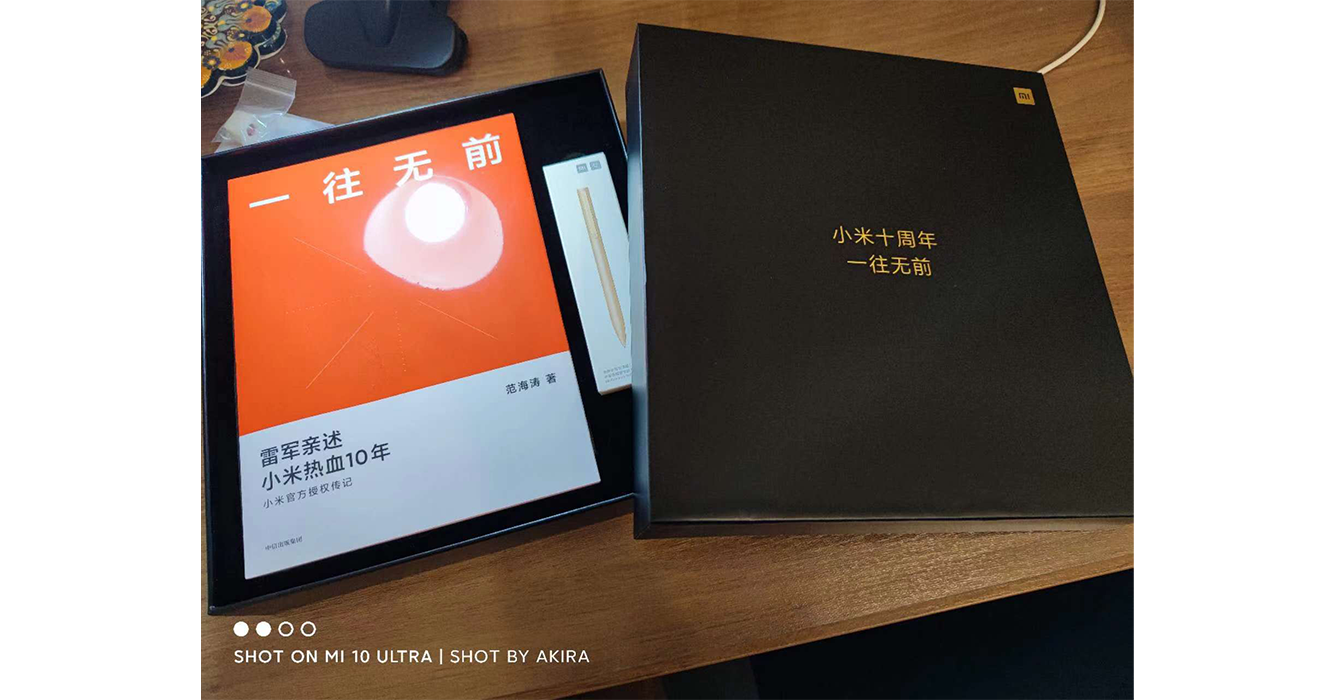 一往无前
范海涛 著
雷军亲述
小米热血10年
小米官方授权传记
中信出版集团
mi
小米十周年
一往无前
SHOT ON MI 10 ULTRA | SHOT BY AKIRA